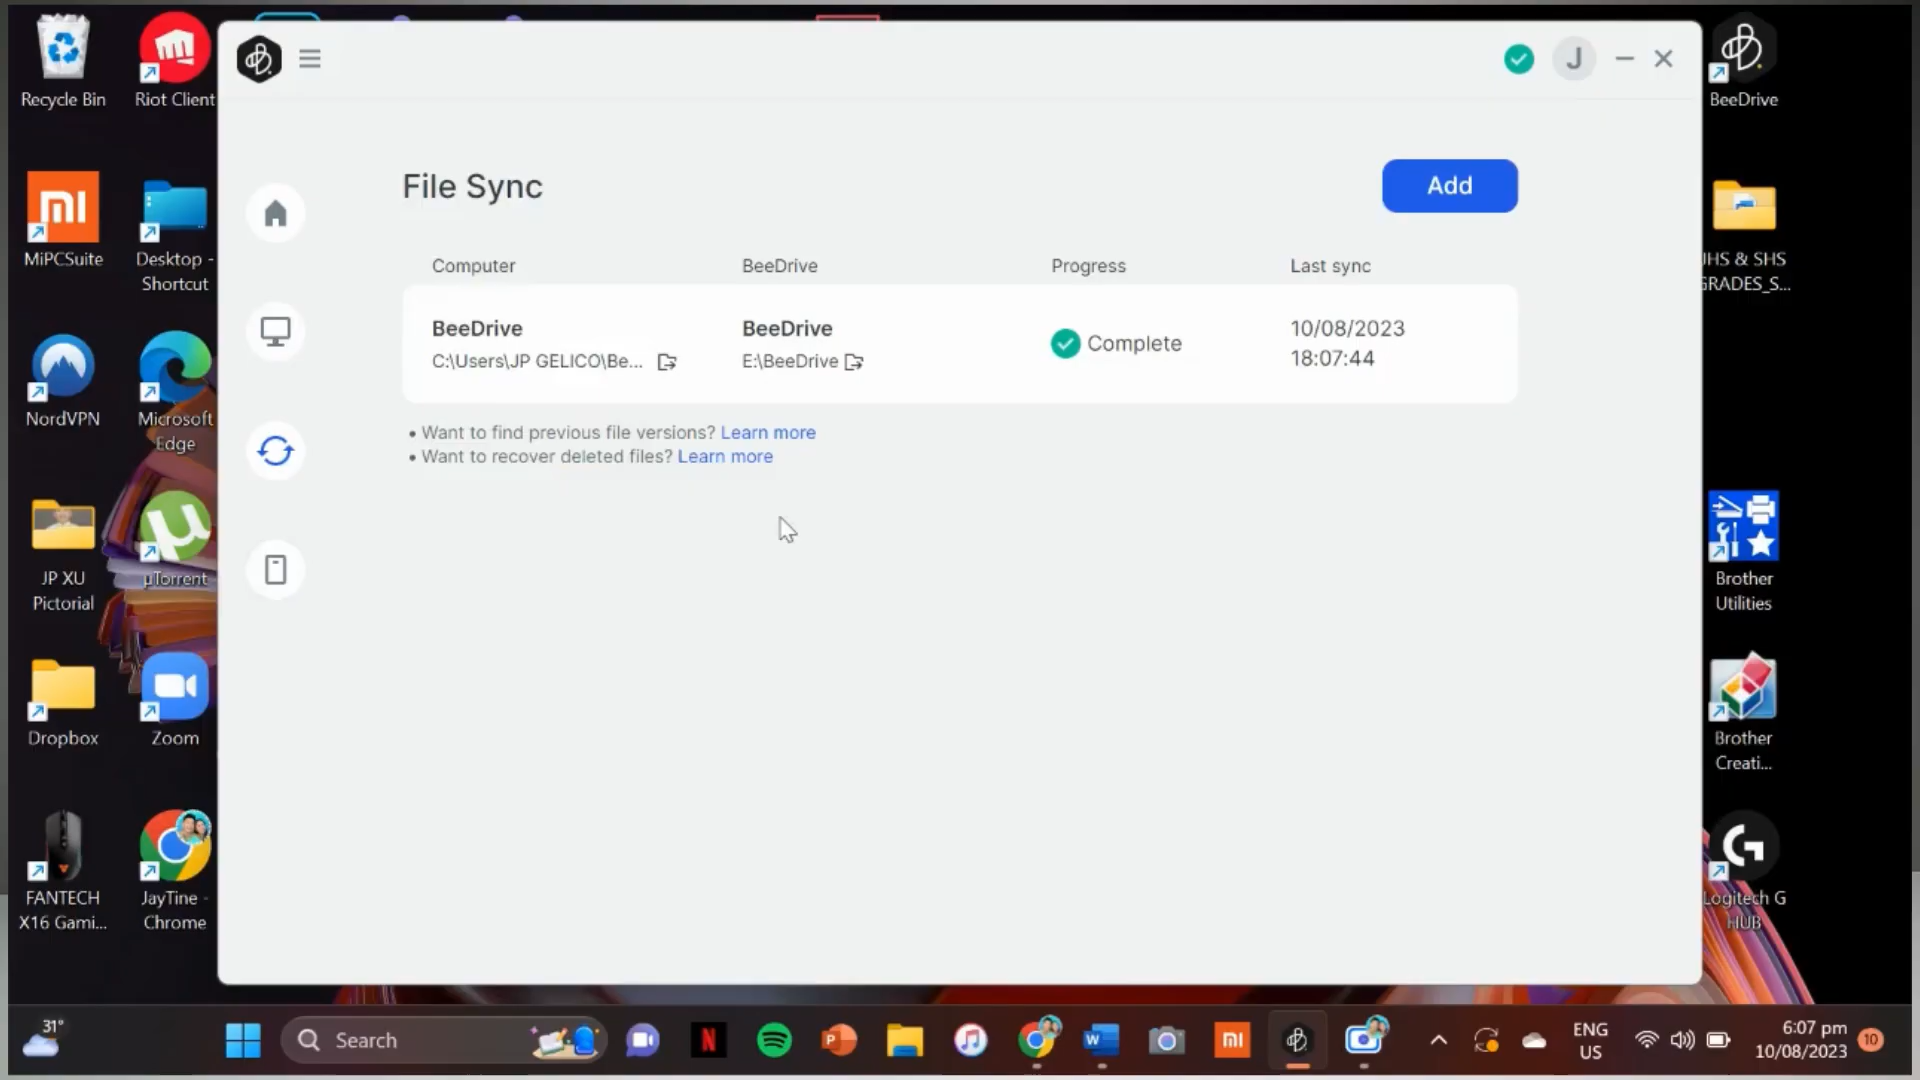 Recycle Bin
Riot Client
MiPCSuite
Desktop -
Shortcut
NordVPN
Microsoft
Edge
JP XU
Pictorial
µTorrent
Dropbox
Zoom
FANTECH
X16 Gami...
JayTine -
Chrome
J
File Sync
Add
Computer
BeeDrive
Progress
Last sync
BeeDrive
C:\Users\JP GELICO\Be...
BeeDrive
E:\BeeDrive
Complete
10/08/2023
18:07:44
• Want to find previous file versions? Learn more
• Want to recover deleted files? Learn more
BeeDrive
JHS & SHS
GRADES_S...
Brother
Utilities
Brother
Creati...
Logitech G
HUB
31°
Search
ENG
US
6:07 pm
10/08/2023
10